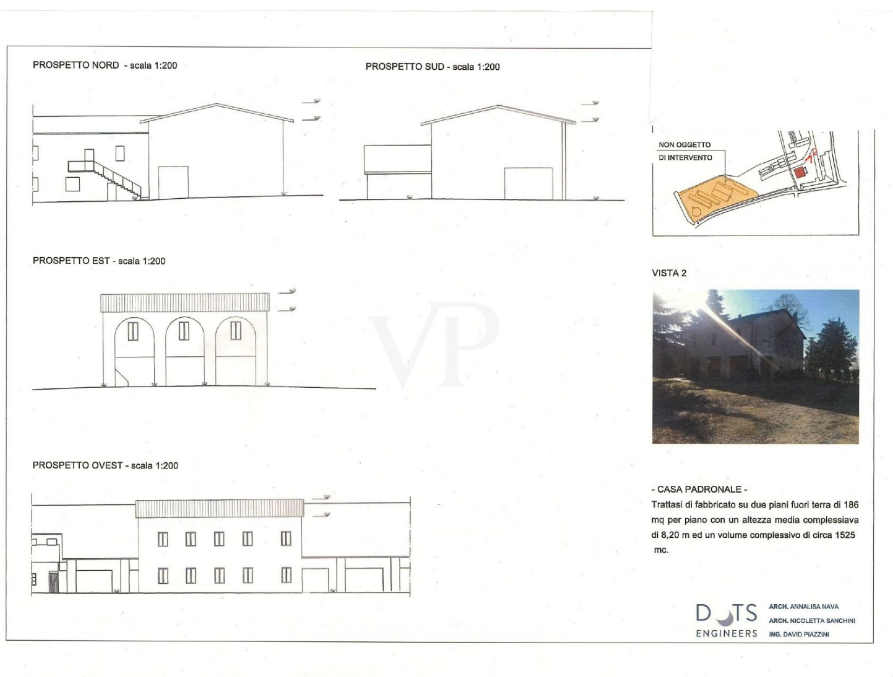 PROSPETTO NORD - scala 1:200
PROSPETTO SUD - scala 1:200
NON OGGETTO
DI INTERVENTO
PROSPETTO EST - scala 1:200
VISTA 2
VP
PROSPETTO OVEST - scala 1:200
- CASA PADRONALE -
Trattasi di fabbricato su due piani fuori terra di 186
mq per piano con un altezza media complessiava
di 8,20 m ed un volume complessivo di circa 1525
mc.
DOTS
ENGINEERS
ARCH. ANNALISA NAVA
ARCH. NICOLETTA SANCHINI
ING. DAVID PIAZZINI